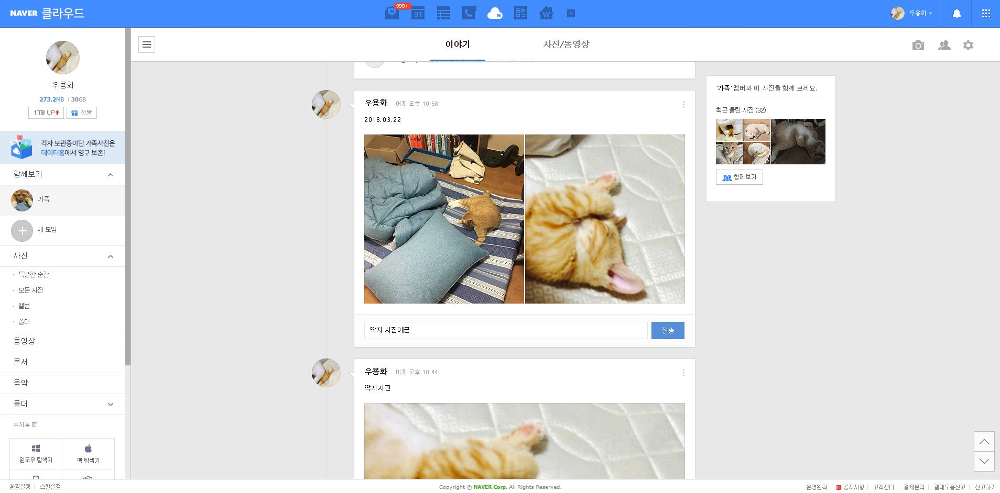 NAVER 클라우드
999+
31
N
W
우용화
이야기
사진/동영상
우용화
273.2MB | 30GB
1TB UP
선물
각자 보관중이던 가족사진은
데이터홈에서 영구 보존!
함께보기
가족
새 모임
사진
· 특별한 순간
· 모든 사진
· 앨범
· 폴더
동영상
문서
음악
폴더
휴지통
윈도우 탐색기
맥 탐색기
우용화 어제 오후 10:58
2018.03.22
딱지 사진이군
전송
우용화 어제 오후 10:44
딱지사진
'가족' 멤버와 이 사진을 함께 보세요.
최근 올린 사진 (32)
함께보기
환경설정 | 스킨설정
Copyright © NAVER Corp. All Rights Reserved.
운영원칙 | N 공지사항 | 고객센터 | 결제문의 | 결제도용신고 | 신고하기